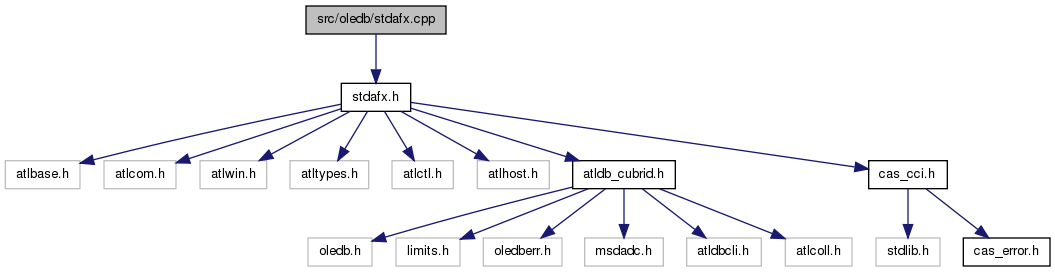 src/oledb/stdafx.cpp
stdafx.h
atlbase.h atlcom.h atlwin.h atltypes.h atlctl.h atlhost.h atldb_cubrid.h cas_cci.h
oledb.h limits.h oledberr.h msdadc.h atldbcli.h atlcoll.h stdlib.h cas_error.h